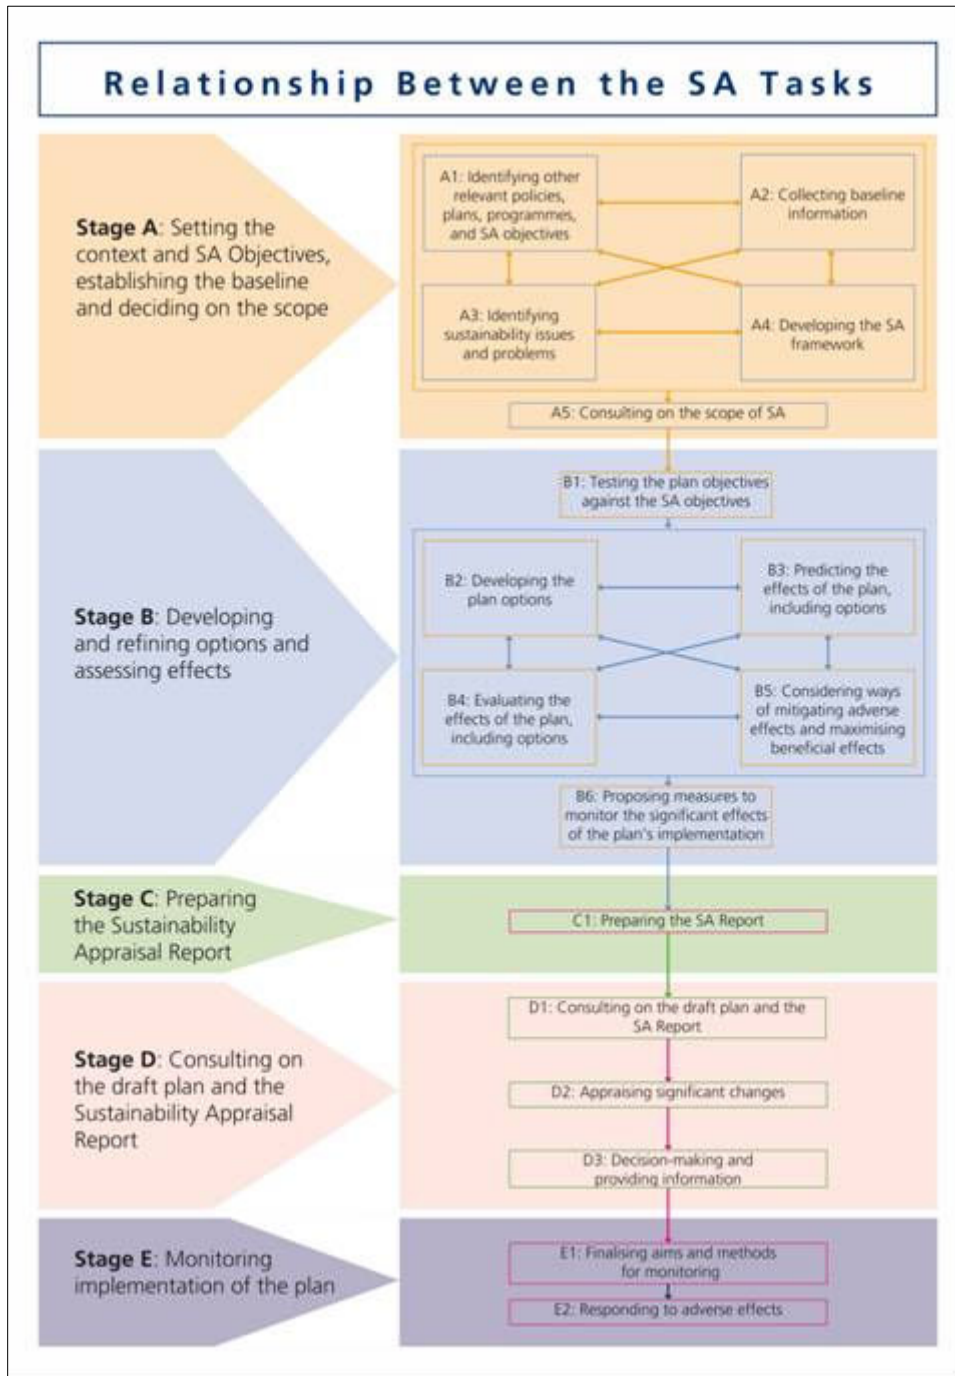 Relationship Between the SA Tasks
Stage A: Setting the
context and SA Objectives,
establishing the baseline
and deciding on the scope
A1: Identifying other
relevant policies,
plans, programmes,
and SA objectives
A2: Collecting baseline
information
A3: Identifying
sustainability issues
and problems
A4: Developing the SA
framework
A5: Consulting on the scope of SA
Stage B: Developing
and refining options and
assessing effects
B1: Testing the plan objectives
against the SA objectives
B2: Developing the
plan options
B3: Predicting the
effects of the plan,
including options
B4: Evaluating the
effects of the plan,
including options
B5: Considering ways
of mitigating adverse
effects and maximising
beneficial effects
B6: Proposing measures to
monitor the significant effects
of the plan's implementation
Stage C: Preparing
the Sustainability
Appraisal Report
C1: Preparing the SA Report
Stage D: Consulting on
the draft plan and the
Sustainability Appraisal
Report
D1: Consulting on the draft plan and the
SA Report
D2: Appraising significant changes
D3: Decision-making and
providing information
Stage E: Monitoring
implementation of the plan
E1: Finalising aims and methods
for monitoring
E2: Responding to adverse effects